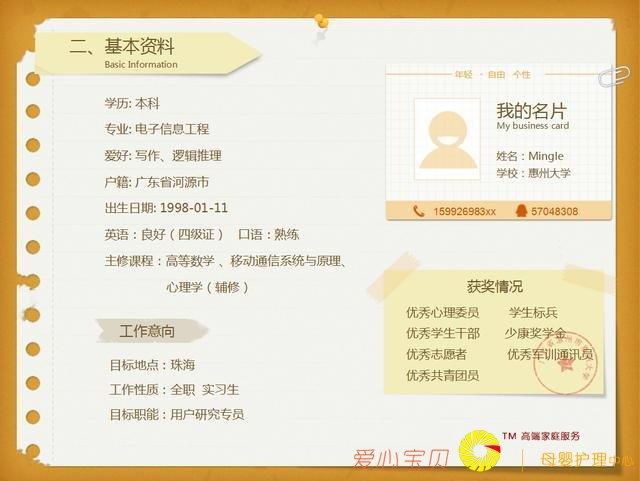 二、基本资料
Basic Information
学历: 本科
专业: 电子信息工程
爱好: 写作、逻辑推理
户籍: 广东省河源市
出生日期: 1998-01-11
英语：良好（四级证） 口语：熟练
主修课程：高等数学 、移动通信系统与原理、
心理学（辅修）
工作意向
目标地点：珠海
工作性质：全职 实习生
目标职能：用户研究专员
年轻 · 自由 个性
我的名片
My business card
姓名：Mingle
学校：惠州大学
159926983xx 57048308
获奖情况
优秀心理委员 学生标兵
优秀学生干部 少康奖学金
优秀志愿者 优秀军训通讯员
优秀共青团员
爱心宝贝 TM 高端家庭服务
母婴护理中心